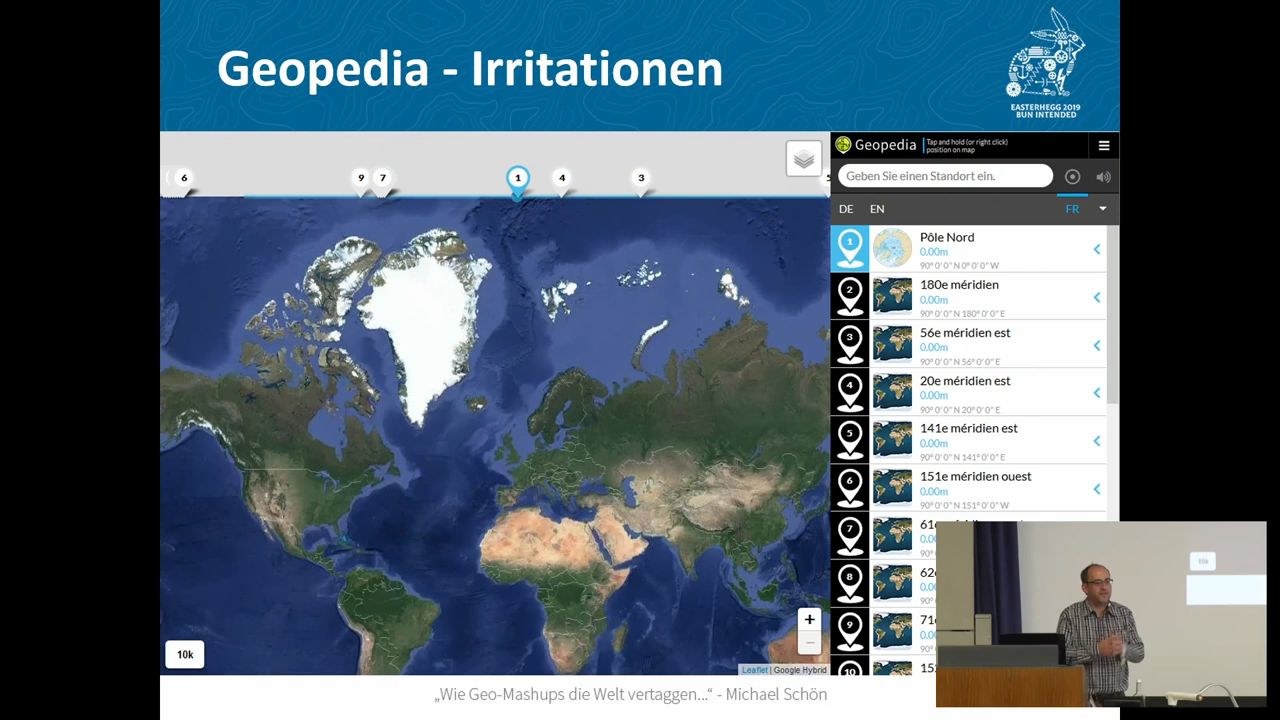 Geopedia - Irritationen
EASTERHEGG 2019
BUN INTENDED
6
9
7
1
4
3
Geopedia
Tap and hold (or right click)
position on map
Geben Sie einen Standort ein.
DE
EN
FR
1
Pôle Nord
0.00m
90° 0' 0" N 0° 0' 0" W
2
180e méridien
0.00m
90° 0' 0" N 180° 0' 0" E
3
56e méridien est
0.00m
90° 0' 0" N 56° 0' 0" E
4
20e méridien est
0.00m
90° 0' 0" N 20° 0' 0" E
5
141e méridien est
0.00m
90° 0' 0" N 141° 0' 0" E
6
151e méridien ouest
0.00m
90° 0' 0" N 151° 0' 0" W
7
8
9
10
+
−
10k
Leaflet | Google Hybrid
10k
„Wie Geo-Mashups die Welt vertaggen...“ - Michael Schön